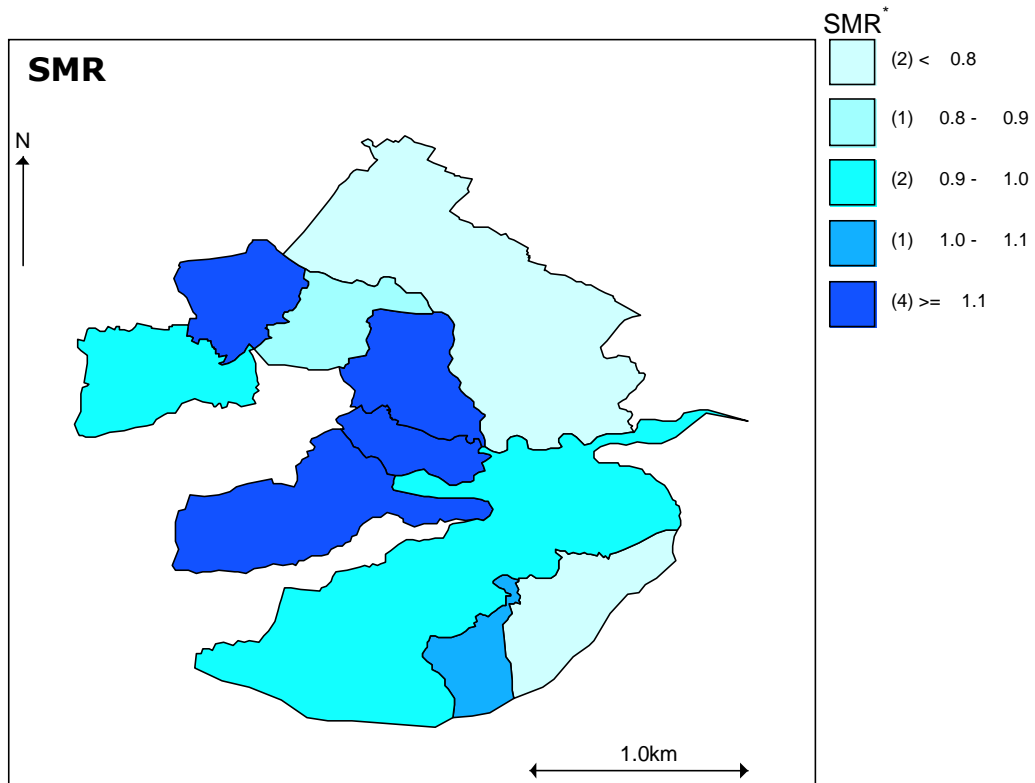 SMR
N
1.0km
SMR*
(2) < 0.8
(1) 0.8 - 0.9
(2) 0.9 - 1.0
(1) 1.0 - 1.1
(4) >= 1.1